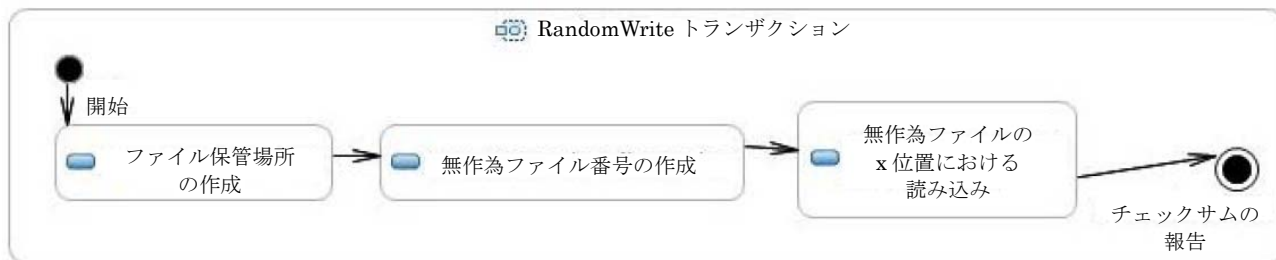 RandomWrite トランザクション
開始
ファイル保管場所
の作成
無作為ファイル番号の作成
無作為ファイルの
x 位置における
読み込み
チェックサムの
報告